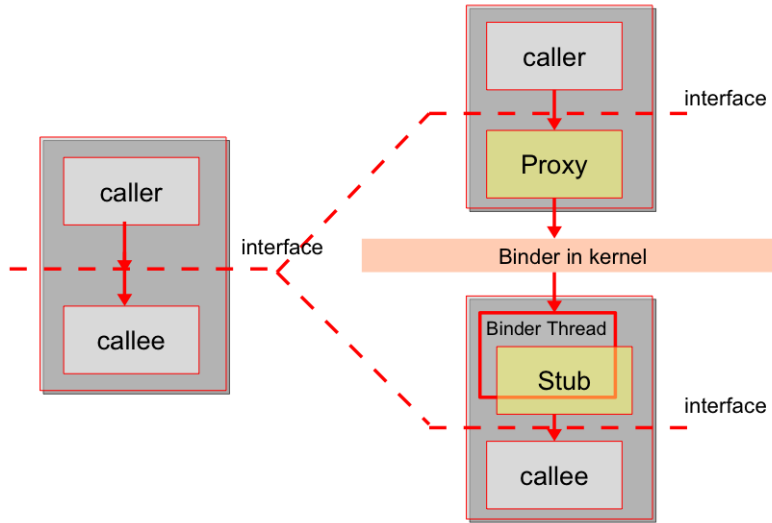 caller
interface
callee
caller
interface
Proxy
Binder in kernel
Binder Thread
Stub
interface
callee